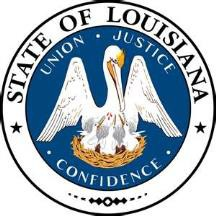 STATE OF LOUISIANA
UNION · JUSTICE
· CONFIDENCE ·